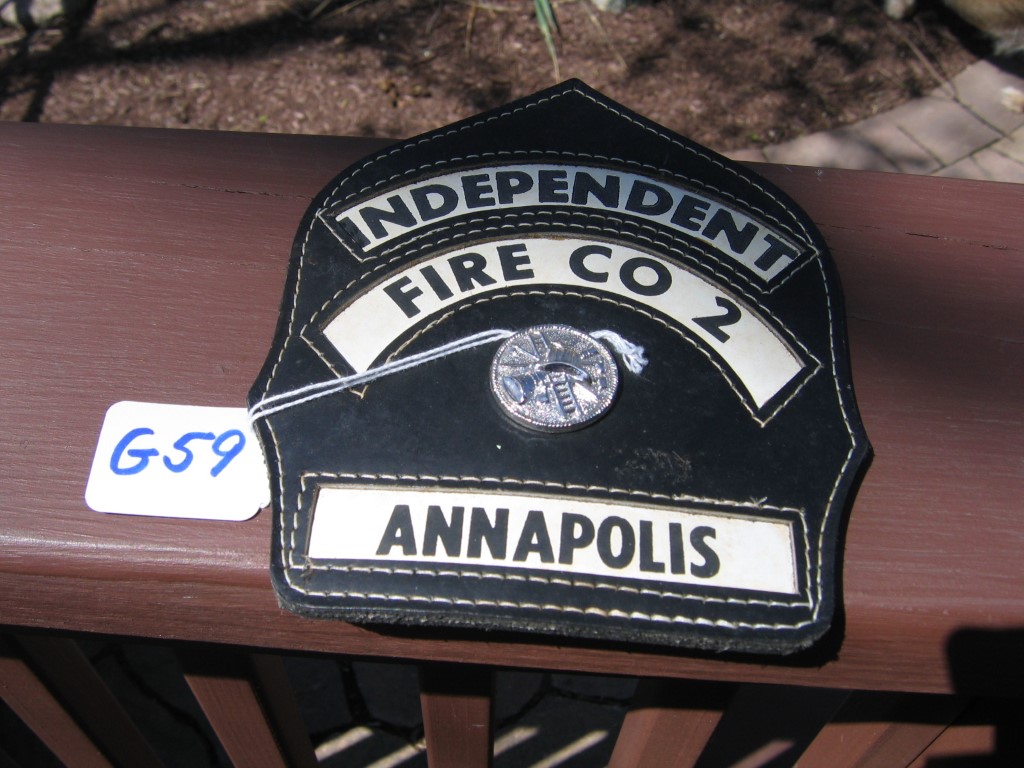 INDEPENDENT
FIRE CO 2
G59
ANNAPOLIS